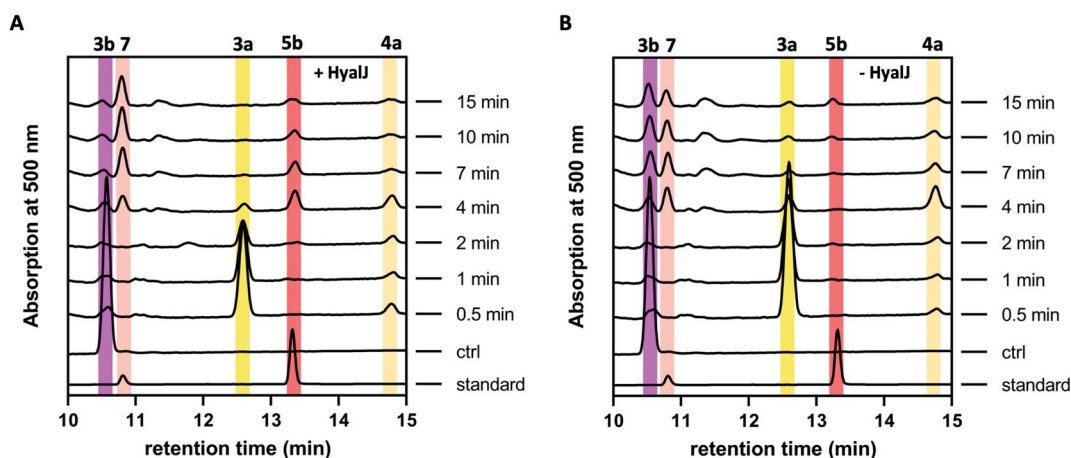 A
3b 7 3a 5b 4a
+ HyalJ
Absorption at 500 nm
15 min
10 min
7 min
4 min
2 min
1 min
0.5 min
ctrl
standard
10 11 12 13 14 15
retention time (min)
B
3b 7 3a 5b 4a
- HyalJ
Absorption at 500 nm
15 min
10 min
7 min
4 min
2 min
1 min
0.5 min
ctrl
standard
10 11 12 13 14 15
retention time (min)